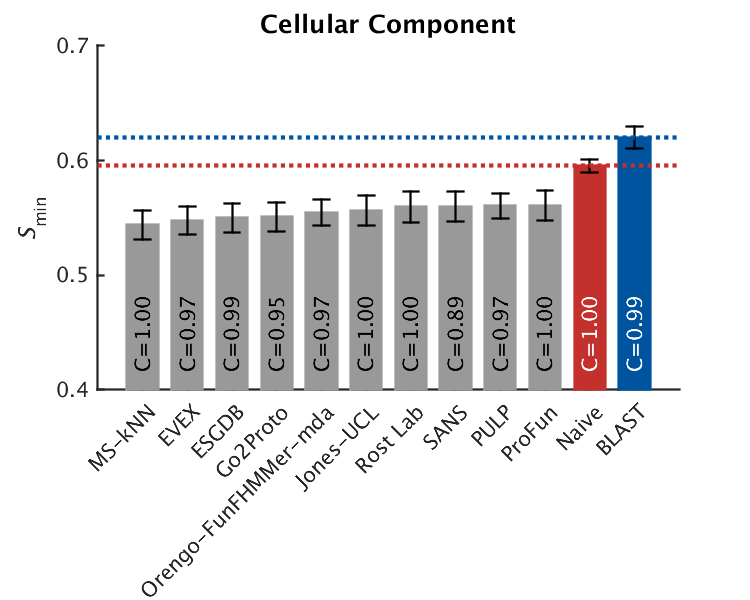 Cellular Component
0.7
0.6
0.5
0.4
Smin
C=1.00
C=0.97
C=0.99
C=0.95
C=0.97
C=1.00
C=1.00
C=0.89
C=0.97
C=1.00
C=1.00
C=0.99
MS-kNN
EVEX
ESGDB
Go2Proto
Orengo-FunFHMMer-mda
Jones-UCL
Rost Lab
SANS
PULP
ProFun
Naive
BLAST